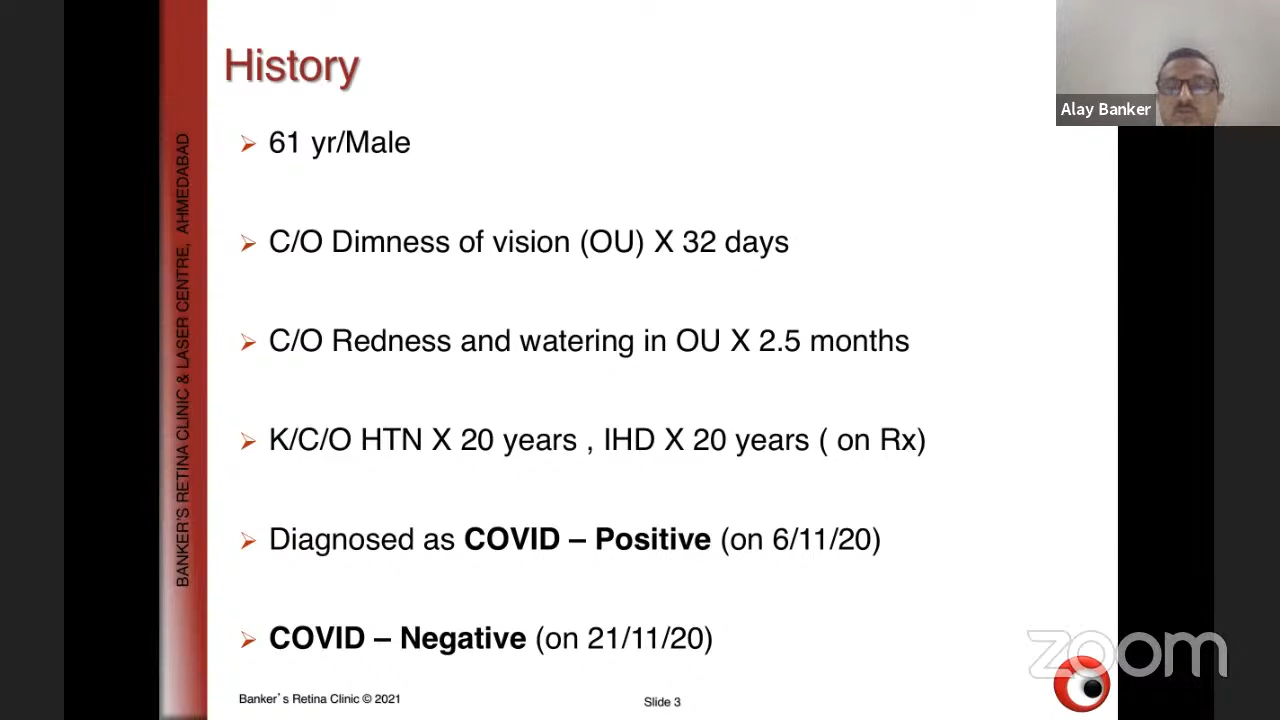 History
Alay Banker
61 yr/Male
C/O Dimness of vision (OU) X 32 days
C/O Redness and watering in OU X 2.5 months
K/C/O HTN X 20 years , IHD X 20 years ( on Rx)
Diagnosed as COVID – Positive (on 6/11/20)
COVID – Negative (on 21/11/20)
BANKER'S RETINA CLINIC & LASER CENTRE, AHMEDABAD
zoom
Banker's Retina Clinic © 2021
Slide 3